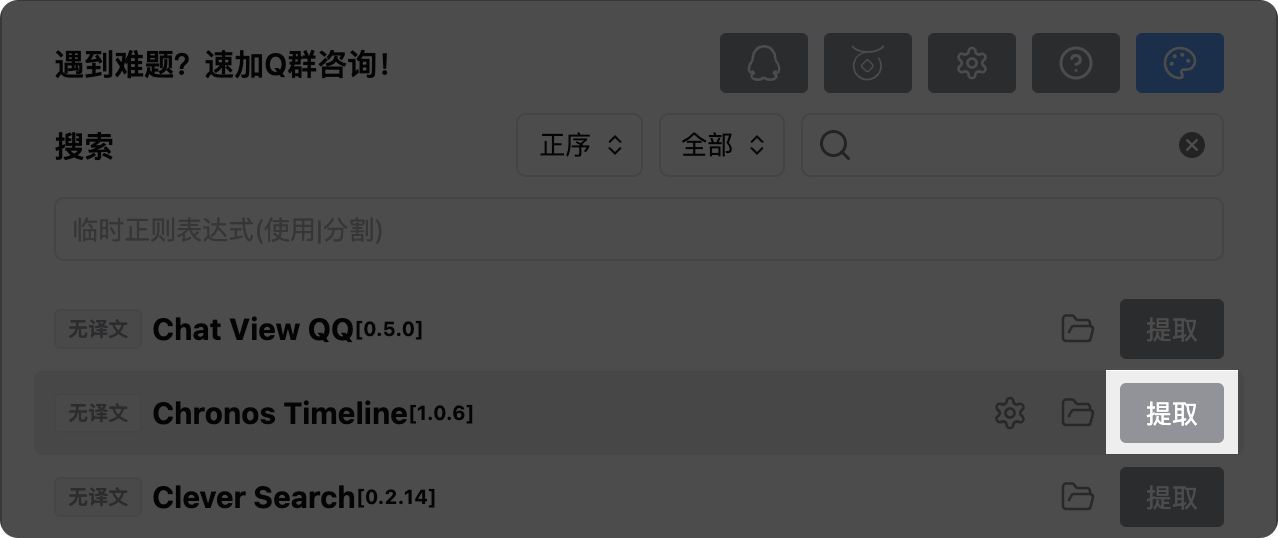 遇到难题？速加Q群咨询！
搜索 正序 全部
临时正则表达式(使用|分割)
无译文 Chat View QQ[0.5.0] 提取
无译文 Chronos Timeline[1.0.6] 提取
无译文 Clever Search[0.2.14] 提取